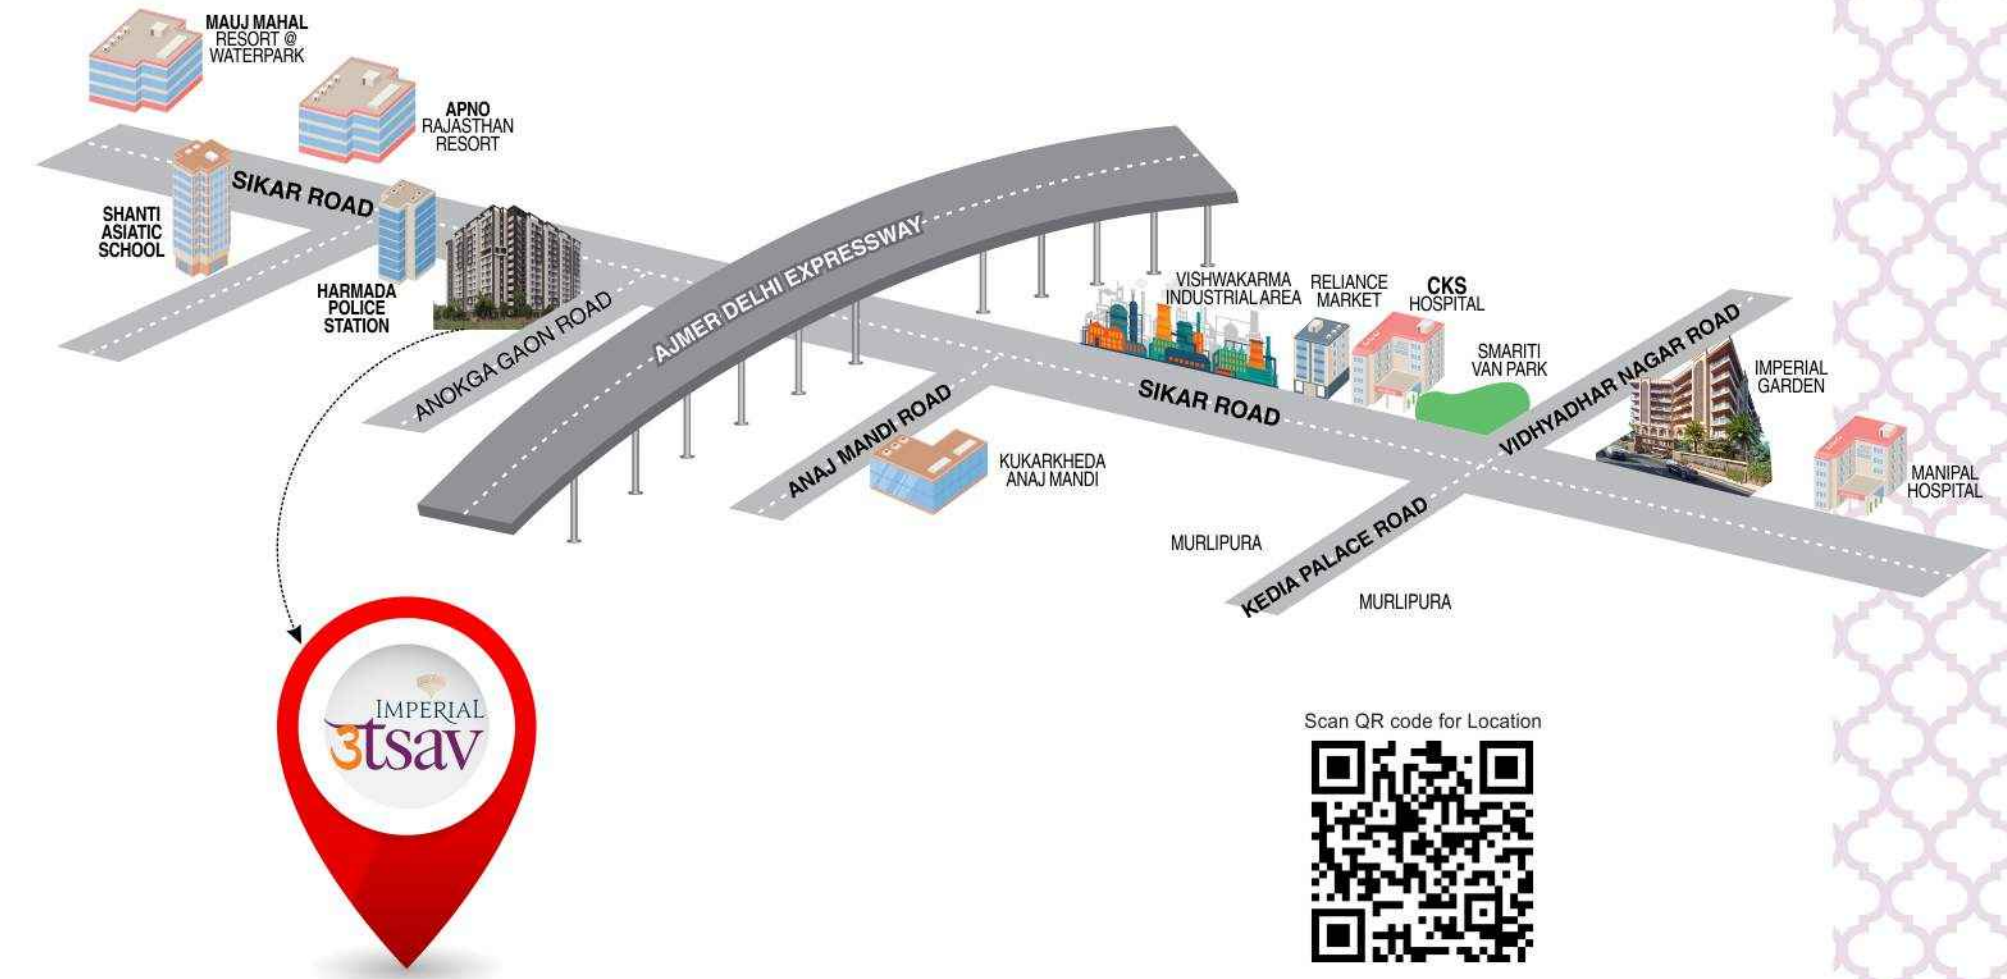 MAUJ MAHAL
RESORT @
WATERPARK
APNO
RAJASTHAN
RESORT
SIKAR ROAD
SHANTI
ASIATIC
SCHOOL
HARMADA
POLICE
STATION
ANOKGA GAON ROAD
AJMER DELHI EXPRESSWAY
VISHWAKARMA
INDUSTRIAL AREA
RELIANCE
MARKET
CKS
HOSPITAL
SMARITI
VAN PARK
VIDHYADHAR NAGAR ROAD
IMPERIAL
GARDEN
MANIPAL
HOSPITAL
SIKAR ROAD
ANAJ MANDI ROAD
KUKARKHEDA
ANAJ MANDI
MURLIPURA
KEDIA PALACE ROAD
MURLIPURA
IMPERIAL
उtsav
Scan QR code for Location